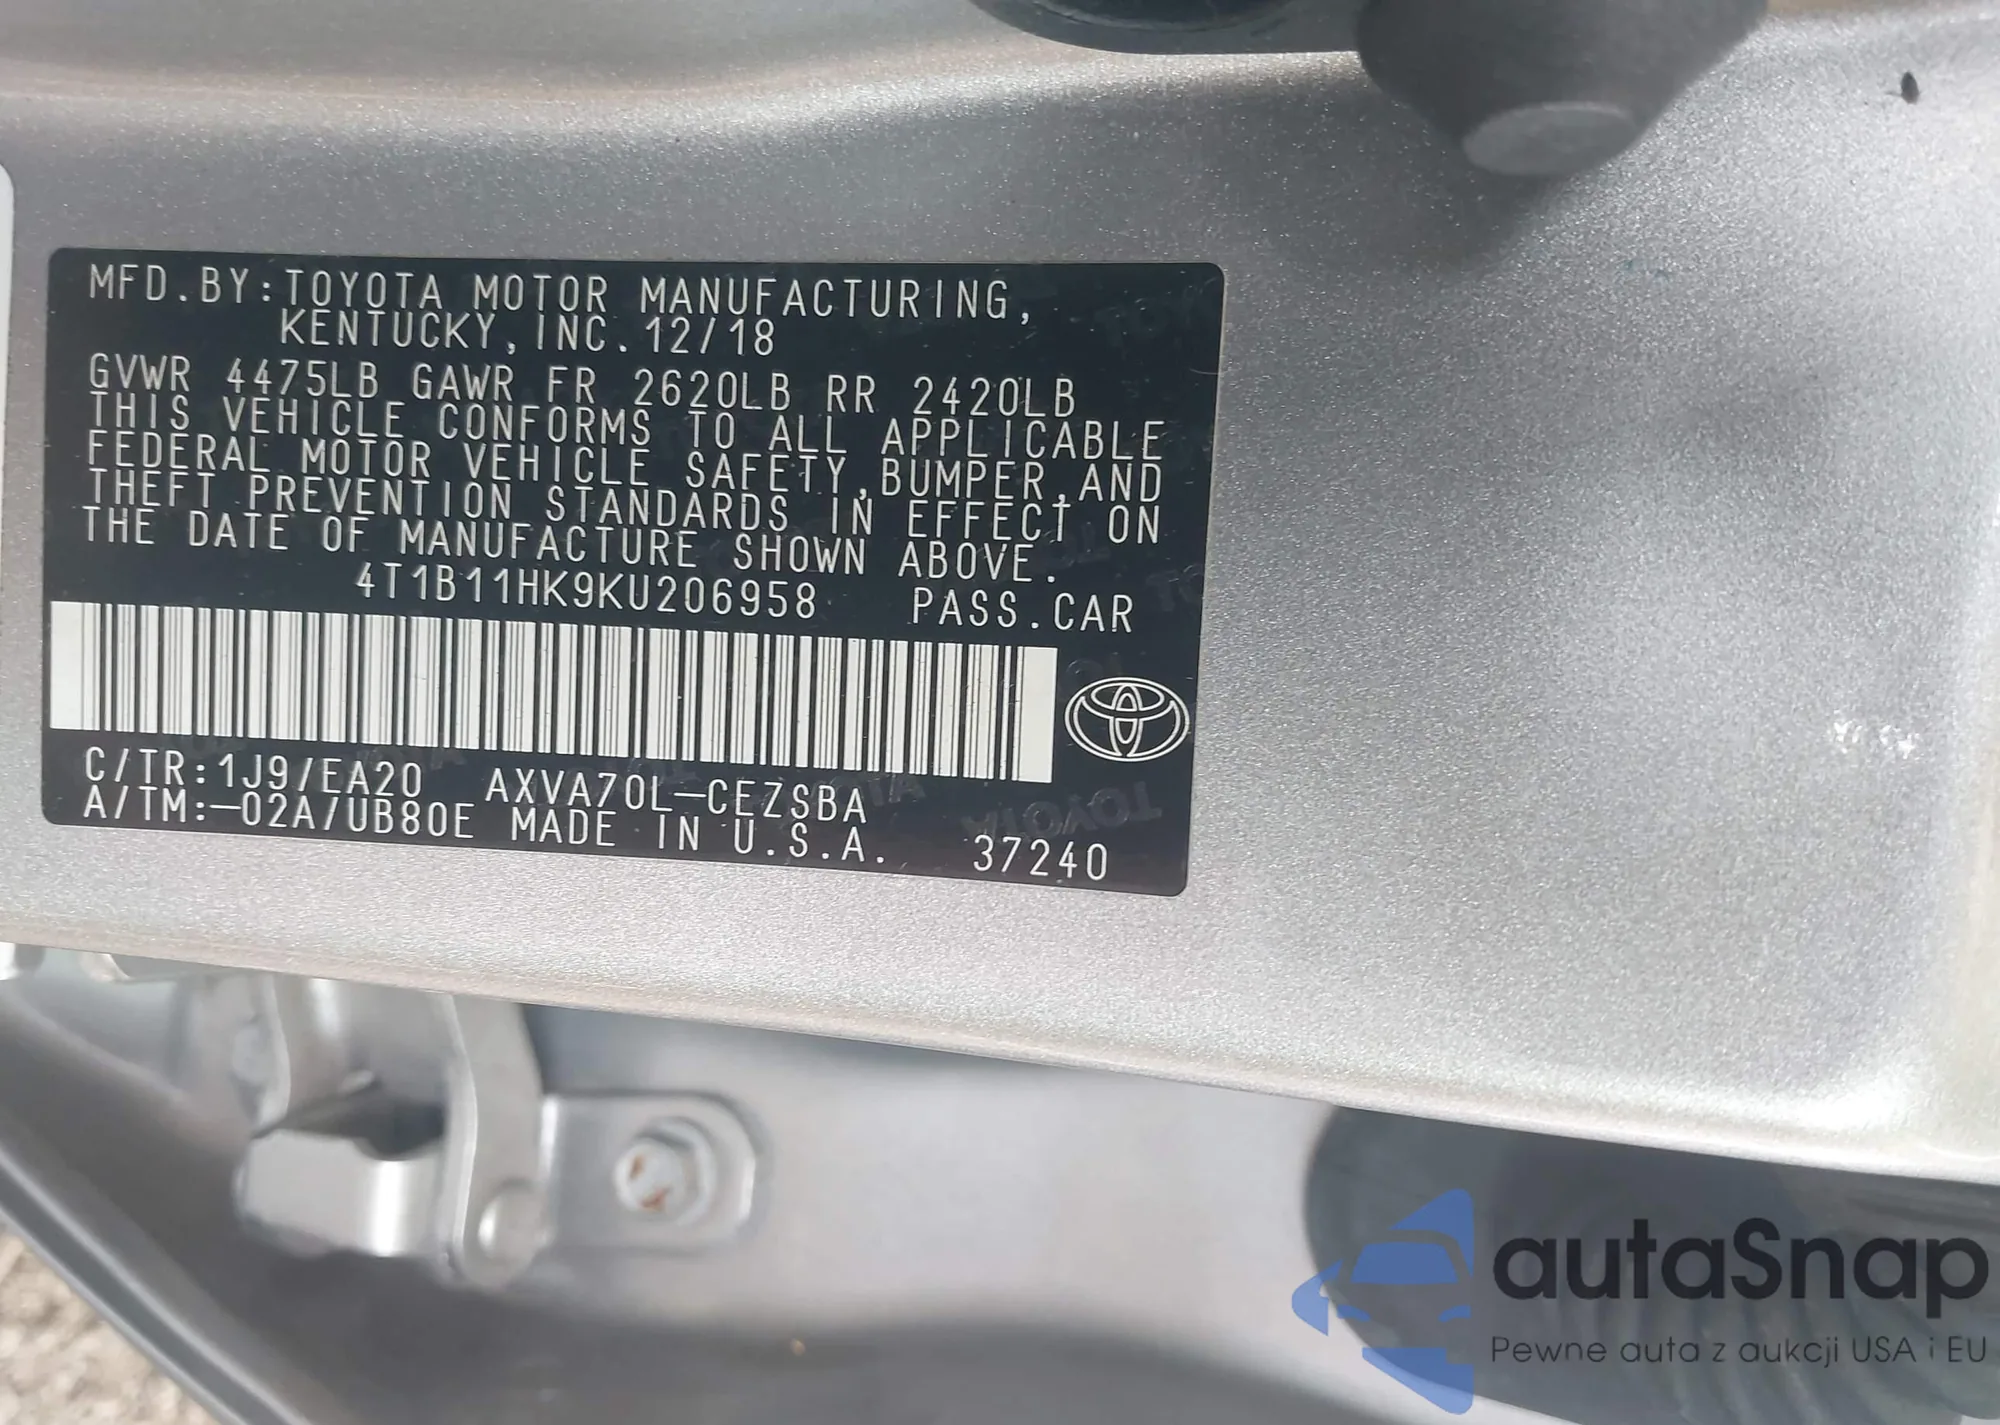 MFD.BY:TOYOTA MOTOR MANUFACTURING,
KENTUCKY, INC. 12/18
GVWR 4475LB GAWR FR 2620LB RR 2420LB
THIS VEHICLE CONFORMS TO ALL APPLICABLE
FEDERAL MOTOR VEHICLE SAFETY,BUMPER,AND
THEFT PREVENTION STANDARDS IN EFFECT ON
THE DATE OF MANUFACTURE SHOWN ABOVE.
4T1B11HK9KU206958 PASS.CAR
C/TR:1J9/EA20 AXVA70L-CEZSBA
A/TM:-02A/UB80E MADE IN U.S.A. 37240
autaSnap
Pewne auta z aukcji USA i EU